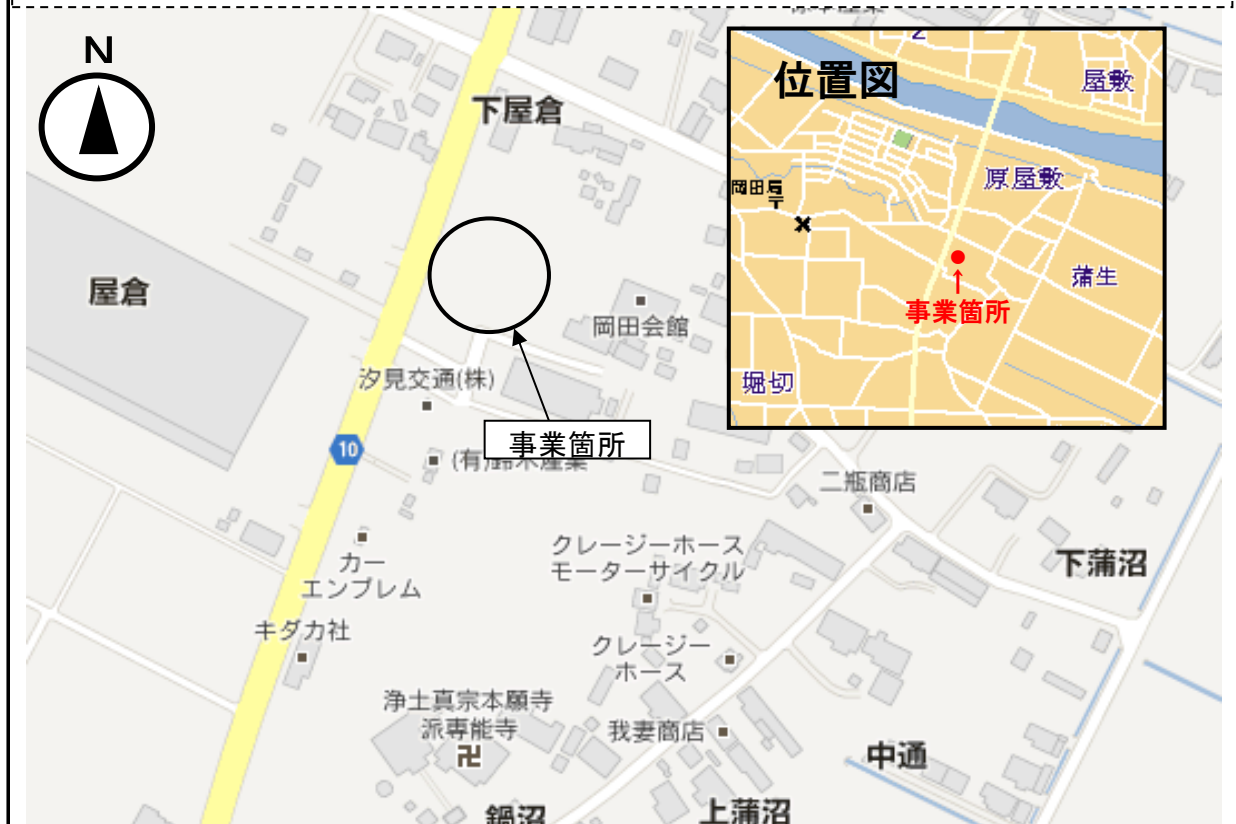 N
下屋倉
屋倉
岡田会館
汐見交通(株)
事業箇所
10
二瓶商店
クレージーホース
モーターサイクル
下蒲沼
カー
エンブレム
キダカ社
クレージー
ホース
浄土真宗本願寺
派専能寺
卍
我妻商店
中通
鍋沼
上蒲沼
位置図
屋敷
原屋敷
岡田局
〒
蒲生
↑
事業箇所
堀切